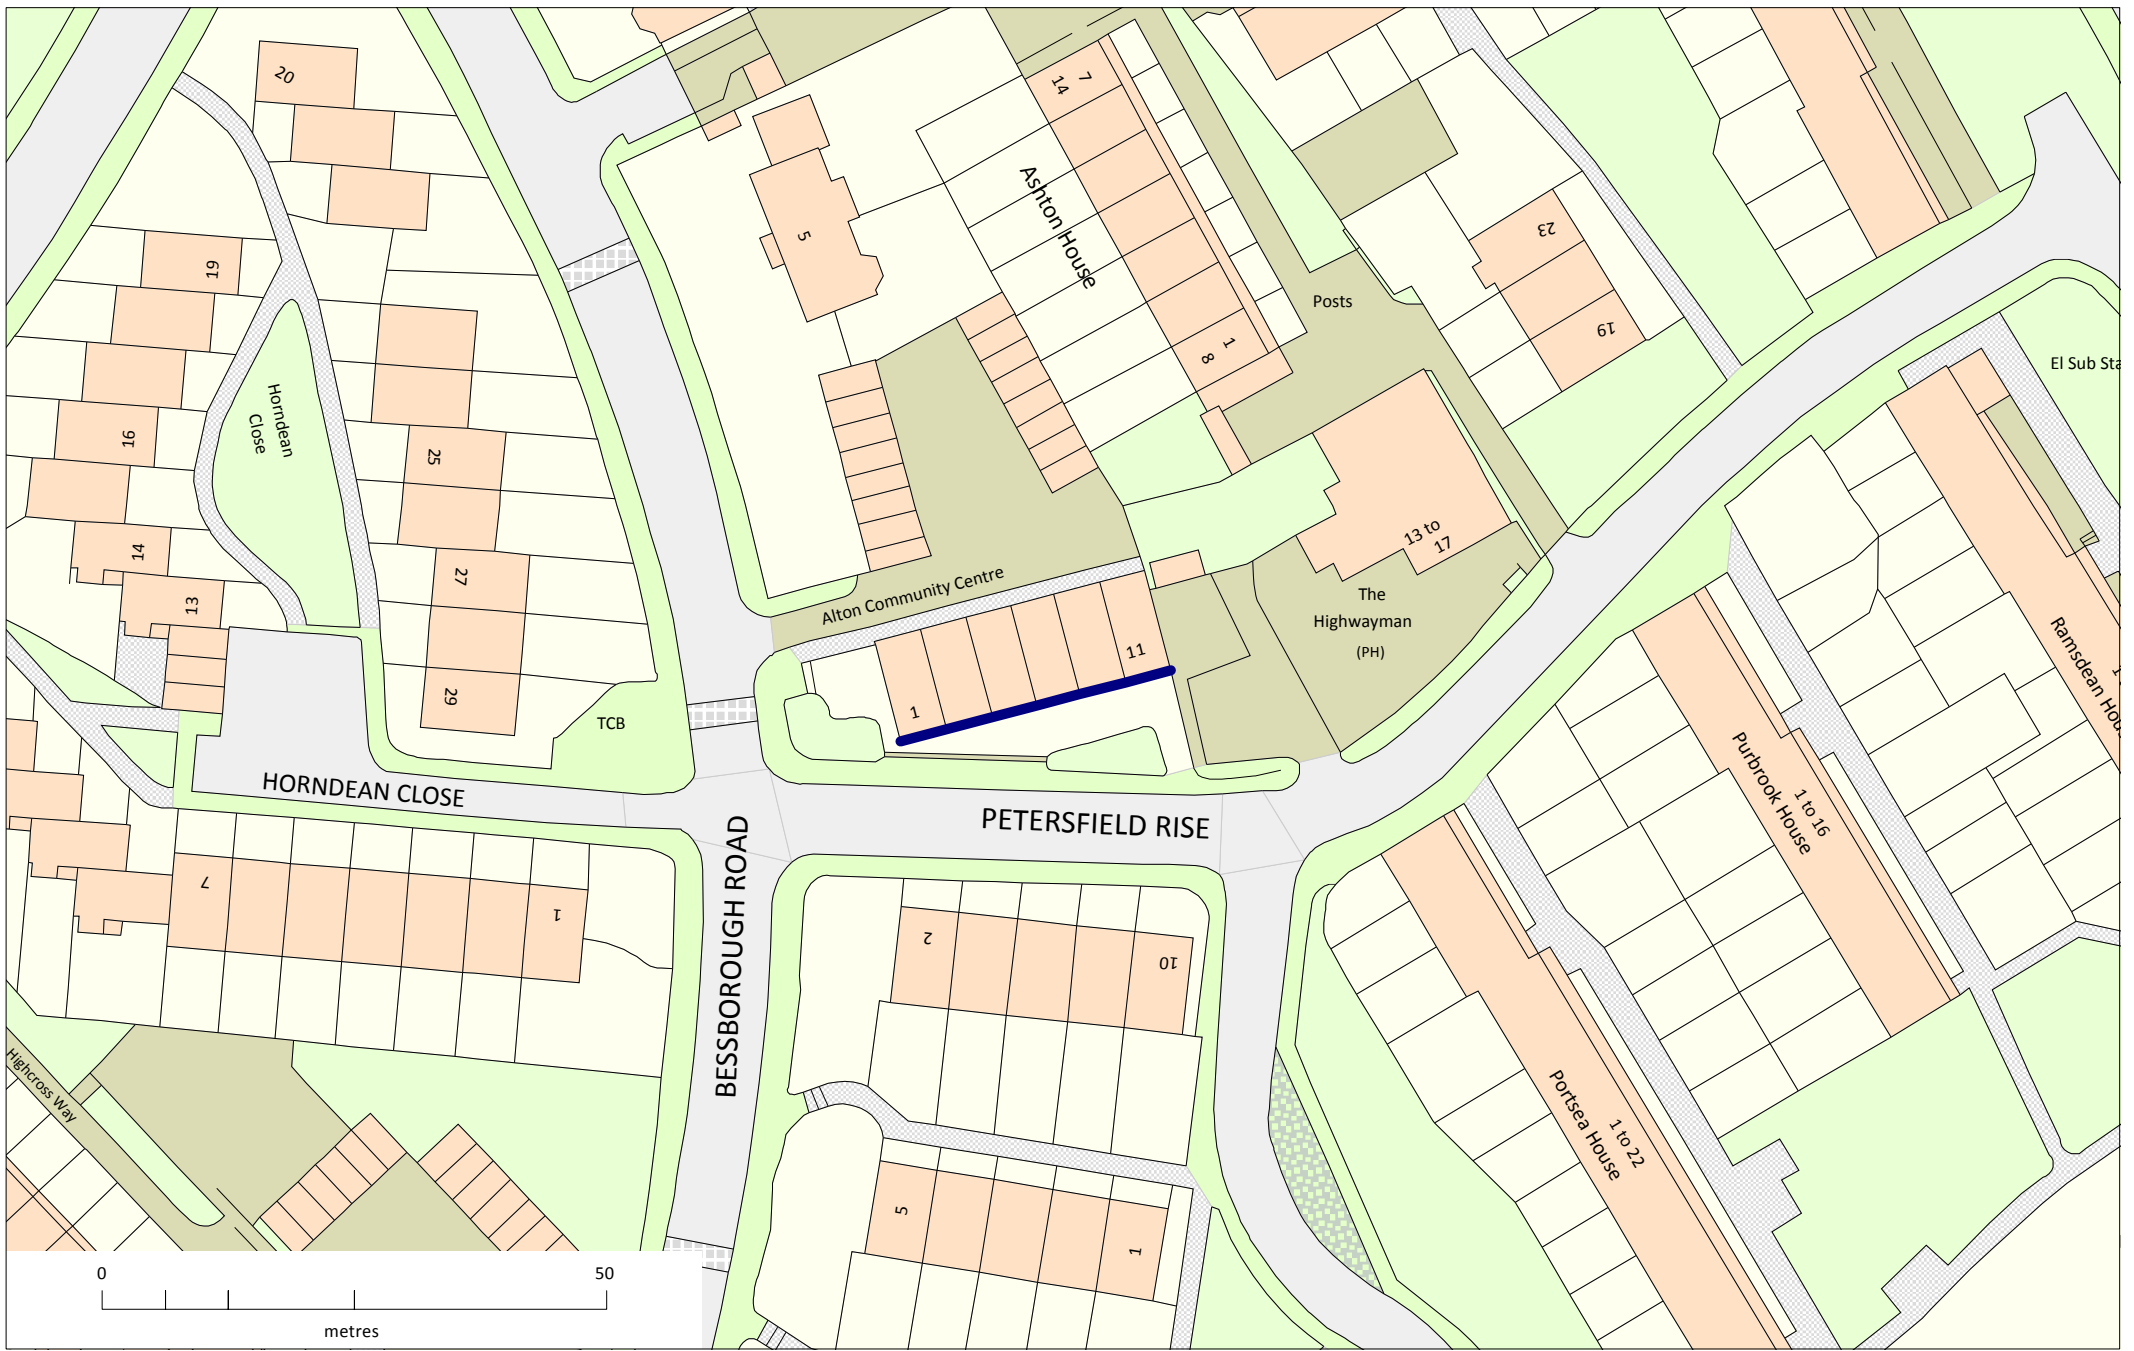 20
7
14
Ashton House
5
19
23
Posts
19
El Sub Sta
1
8
Horndean
Close
16
25
13 to
17
14
27
13
Alton Community Centre
The
Highwayman
(PH)
11
1
29
TCB
Ramsdean Hou
HORNDEAN CLOSE
PETERSFIELD RISE
BESSBOROUGH ROAD
1 to 16
Purbrook House
7
1
2
10
Highcross Way
1 to 22
Portsea House
5
1
0
50
metres